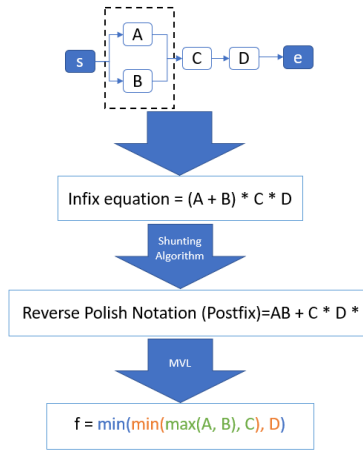 A
s
C
D
e
B
Infix equation = (A + B) * C * D
Shunting
Algorithm
Reverse Polish Notation (Postfix)=AB + C * D *
MVL
f = min(min(max(A, B), C), D)